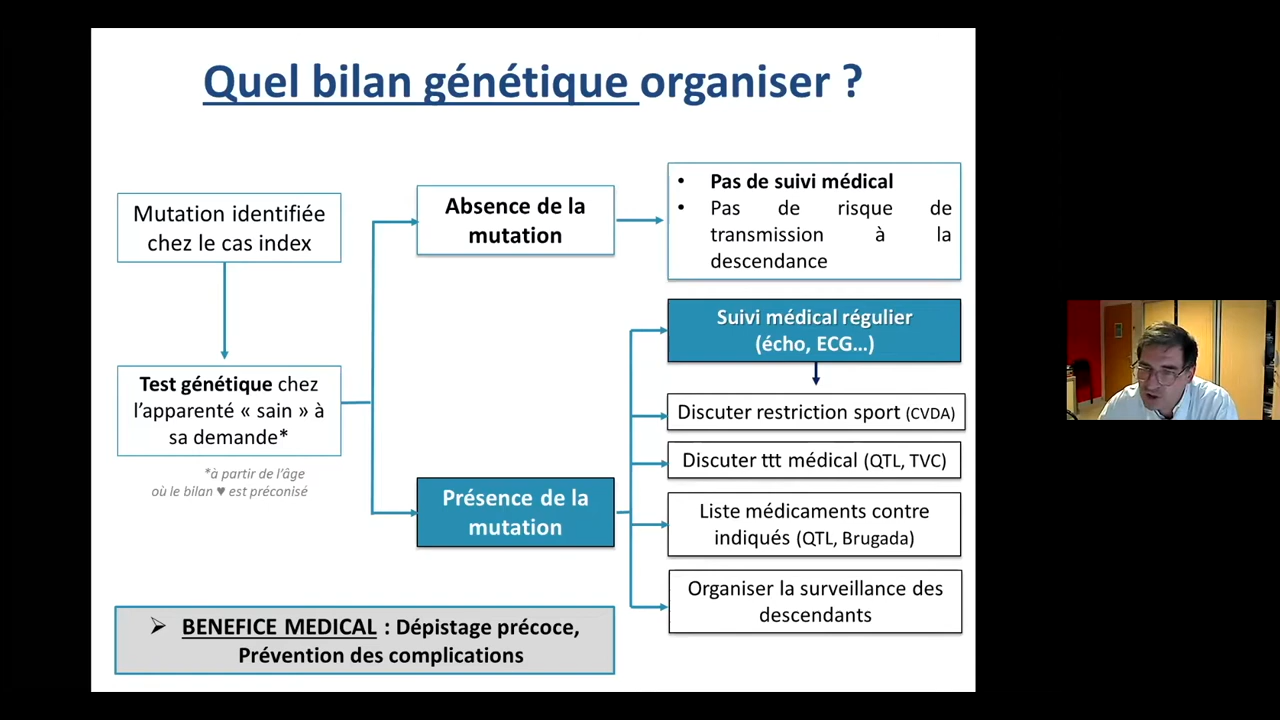 Quel bilan génétique organiser ?
Mutation identifiée
chez le cas index
Test génétique chez
l'apparenté « sain » à
sa demande*
*à partir de l'âge
où le bilan ♥ est préconisé
Absence de la
mutation
• Pas de suivi médical
• Pas de risque de
transmission à la
descendance
Présence de la
mutation
Suivi médical régulier
(écho, ECG…)
Discuter restriction sport (CVDA)
Discuter ttt médical (QTL, TVC)
Liste médicaments contre
indiqués (QTL, Brugada)
Organiser la surveillance des
descendants
➢ BENEFICE MEDICAL : Dépistage précoce,
Prévention des complications